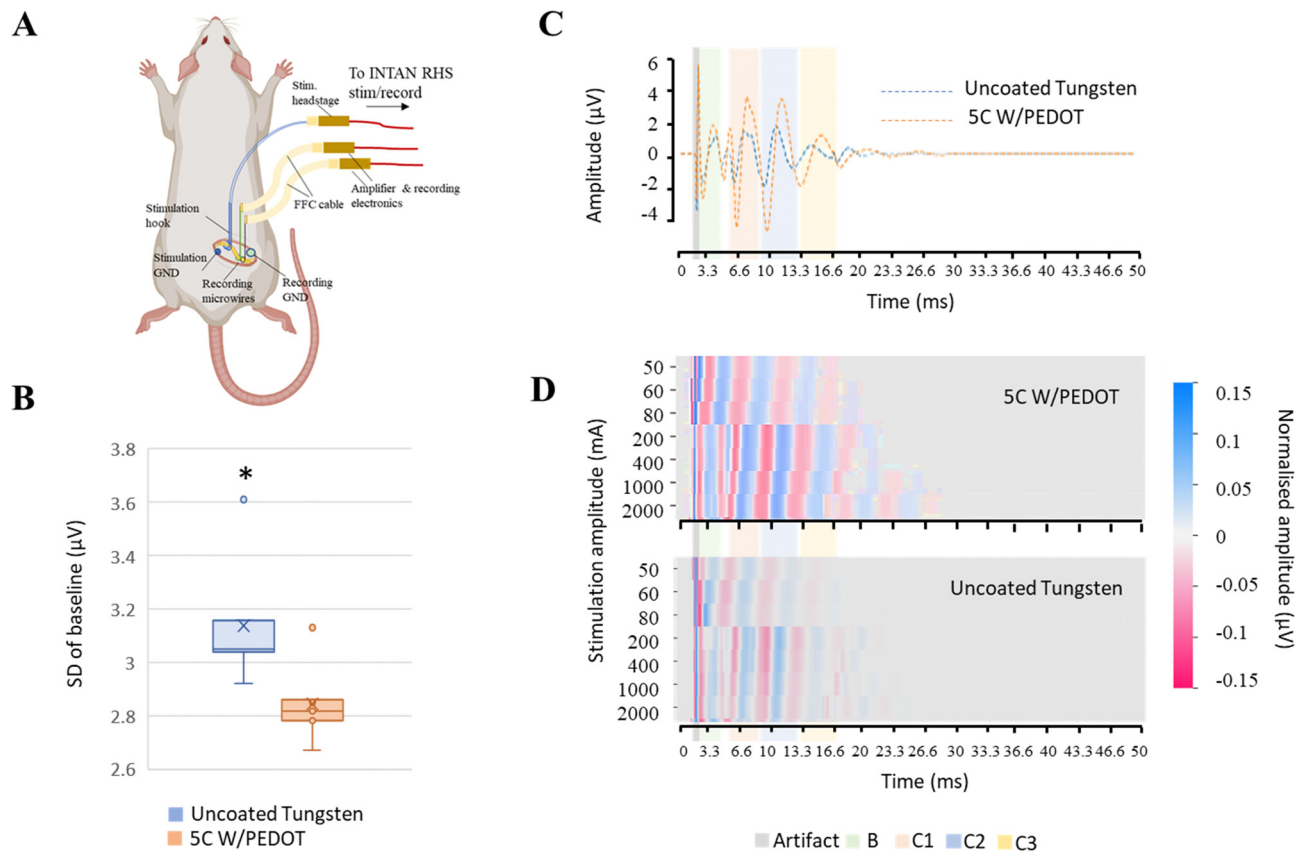 A
To INTAN RHS
stim/record
Stim.
headstage
Amplifier & recording
electronics
FFC cable
Stimulation
hook
Stimulation
GND
Recording
microwires
Recording
GND
B
SD of baseline (µV)
3.8
3.6
3.4
3.2
3
2.8
2.6
*
Uncoated Tungsten
5C W/PEDOT
C
Amplitude (µV)
6
4
2
0
-2
-4
Uncoated Tungsten
5C W/PEDOT
0 3.3 6.6 10 13.3 16.6 20 23.3 26.6 30 33.3 36.6 40 43.3 46.6 50
Time (ms)
D
Stimulation amplitude (mA)
50
60
80
200
400
1000
2000
5C W/PEDOT
50
60
80
200
400
1000
2000
Uncoated Tungsten
0 3.3 6.6 10 13.3 16.6 20 23.3 26.6 30 33.3 36.6 40 43.3 46.6 50
Time (ms)
0.15
0.1
0.05
0
-0.05
-0.1
-0.15
Normalised amplitude (µV)
Artifact B C1 C2 C3